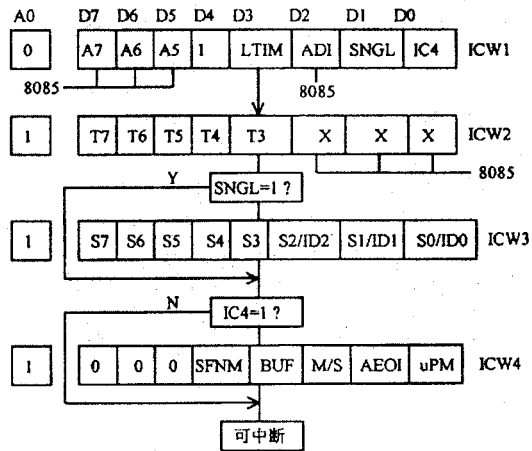 A0 D7 D6 D5 D4 D3 D2 D1 D0
0 A7 A6 A5 1 LTIM ADI SNGL IC4 ICW1
8085 8085
1 T7 T6 T5 T4 T3 X X X ICW2
8085
Y
SNGL=1 ?
1 S7 S6 S5 S4 S3 S2/ID2 S1/ID1 S0/ID0 ICW3
N
IC4=1 ?
1 0 0 0 SFNM BUF M/S AEOI uPM ICW4
可中断